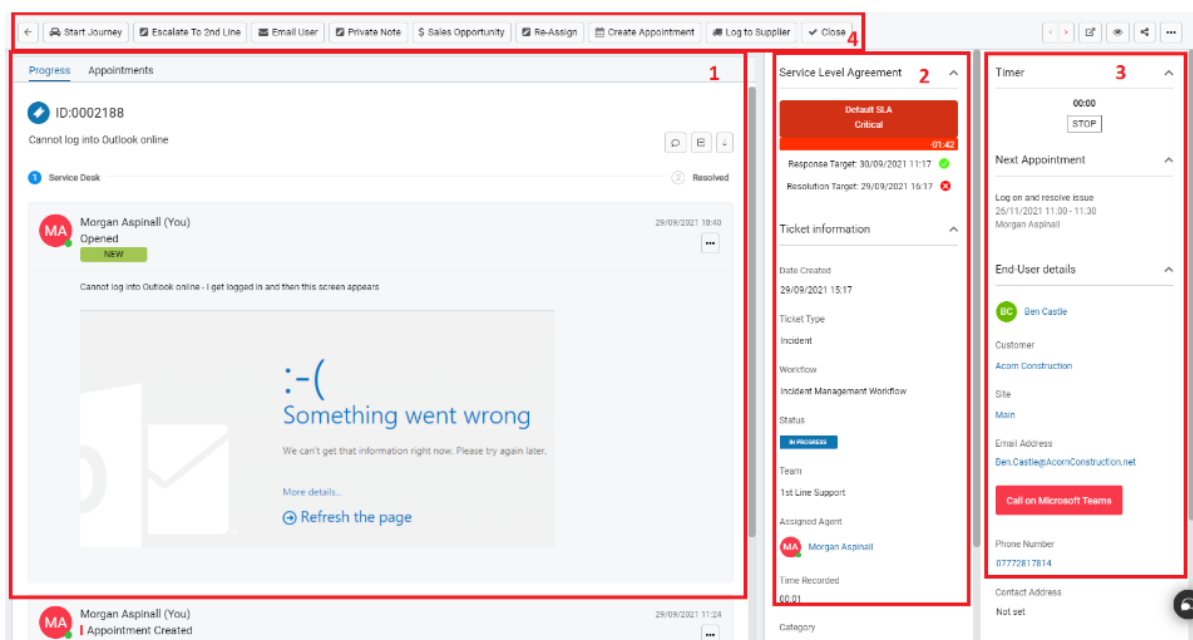 Start Journey
Escalate To 2nd Line
Email User
Private Note
$ Sales Opportunity
Re-Assign
Create Appointment
Log to Supplier
Close
4
Progress
Appointments
1
ID:0002188
Cannot log into Outlook online
1 Service Desk
2 Resolved
MA
Morgan Aspinall (You)
29/09/2021 18:40
Opened
NEW
Cannot log into Outlook online - I get logged in and then this screen appears
:-(
Something went wrong
We can't get that information right now. Please try again later.
More details...
Refresh the page
MA
Morgan Aspinall (You)
29/09/2021 11:24
Appointment Created
Service Level Agreement
2
Default SLA
Critical
-01:42
Response Target: 30/09/2021 11:17
Resolution Target: 29/09/2021 16:17
Ticket information
Date Created
29/09/2021 15:17
Ticket Type
Incident
Workflow
Incident Management Workflow
Status
IN PROGRESS
Team
1st Line Support
Assigned Agent
MA Morgan Aspinall
Time Recorded
00:01
Category
Timer
3
00:00
STOP
Next Appointment
Log on and resolve issue
26/11/2021 11:00 - 11:30
Morgan Aspinall
End-User details
BC Ben Castle
Customer
Acorn Construction
Site
Main
Email Address
Ben.Castle@AcornConstruction.net
Call on Microsoft Teams
Phone Number
07772817814
Contact Address
Not set